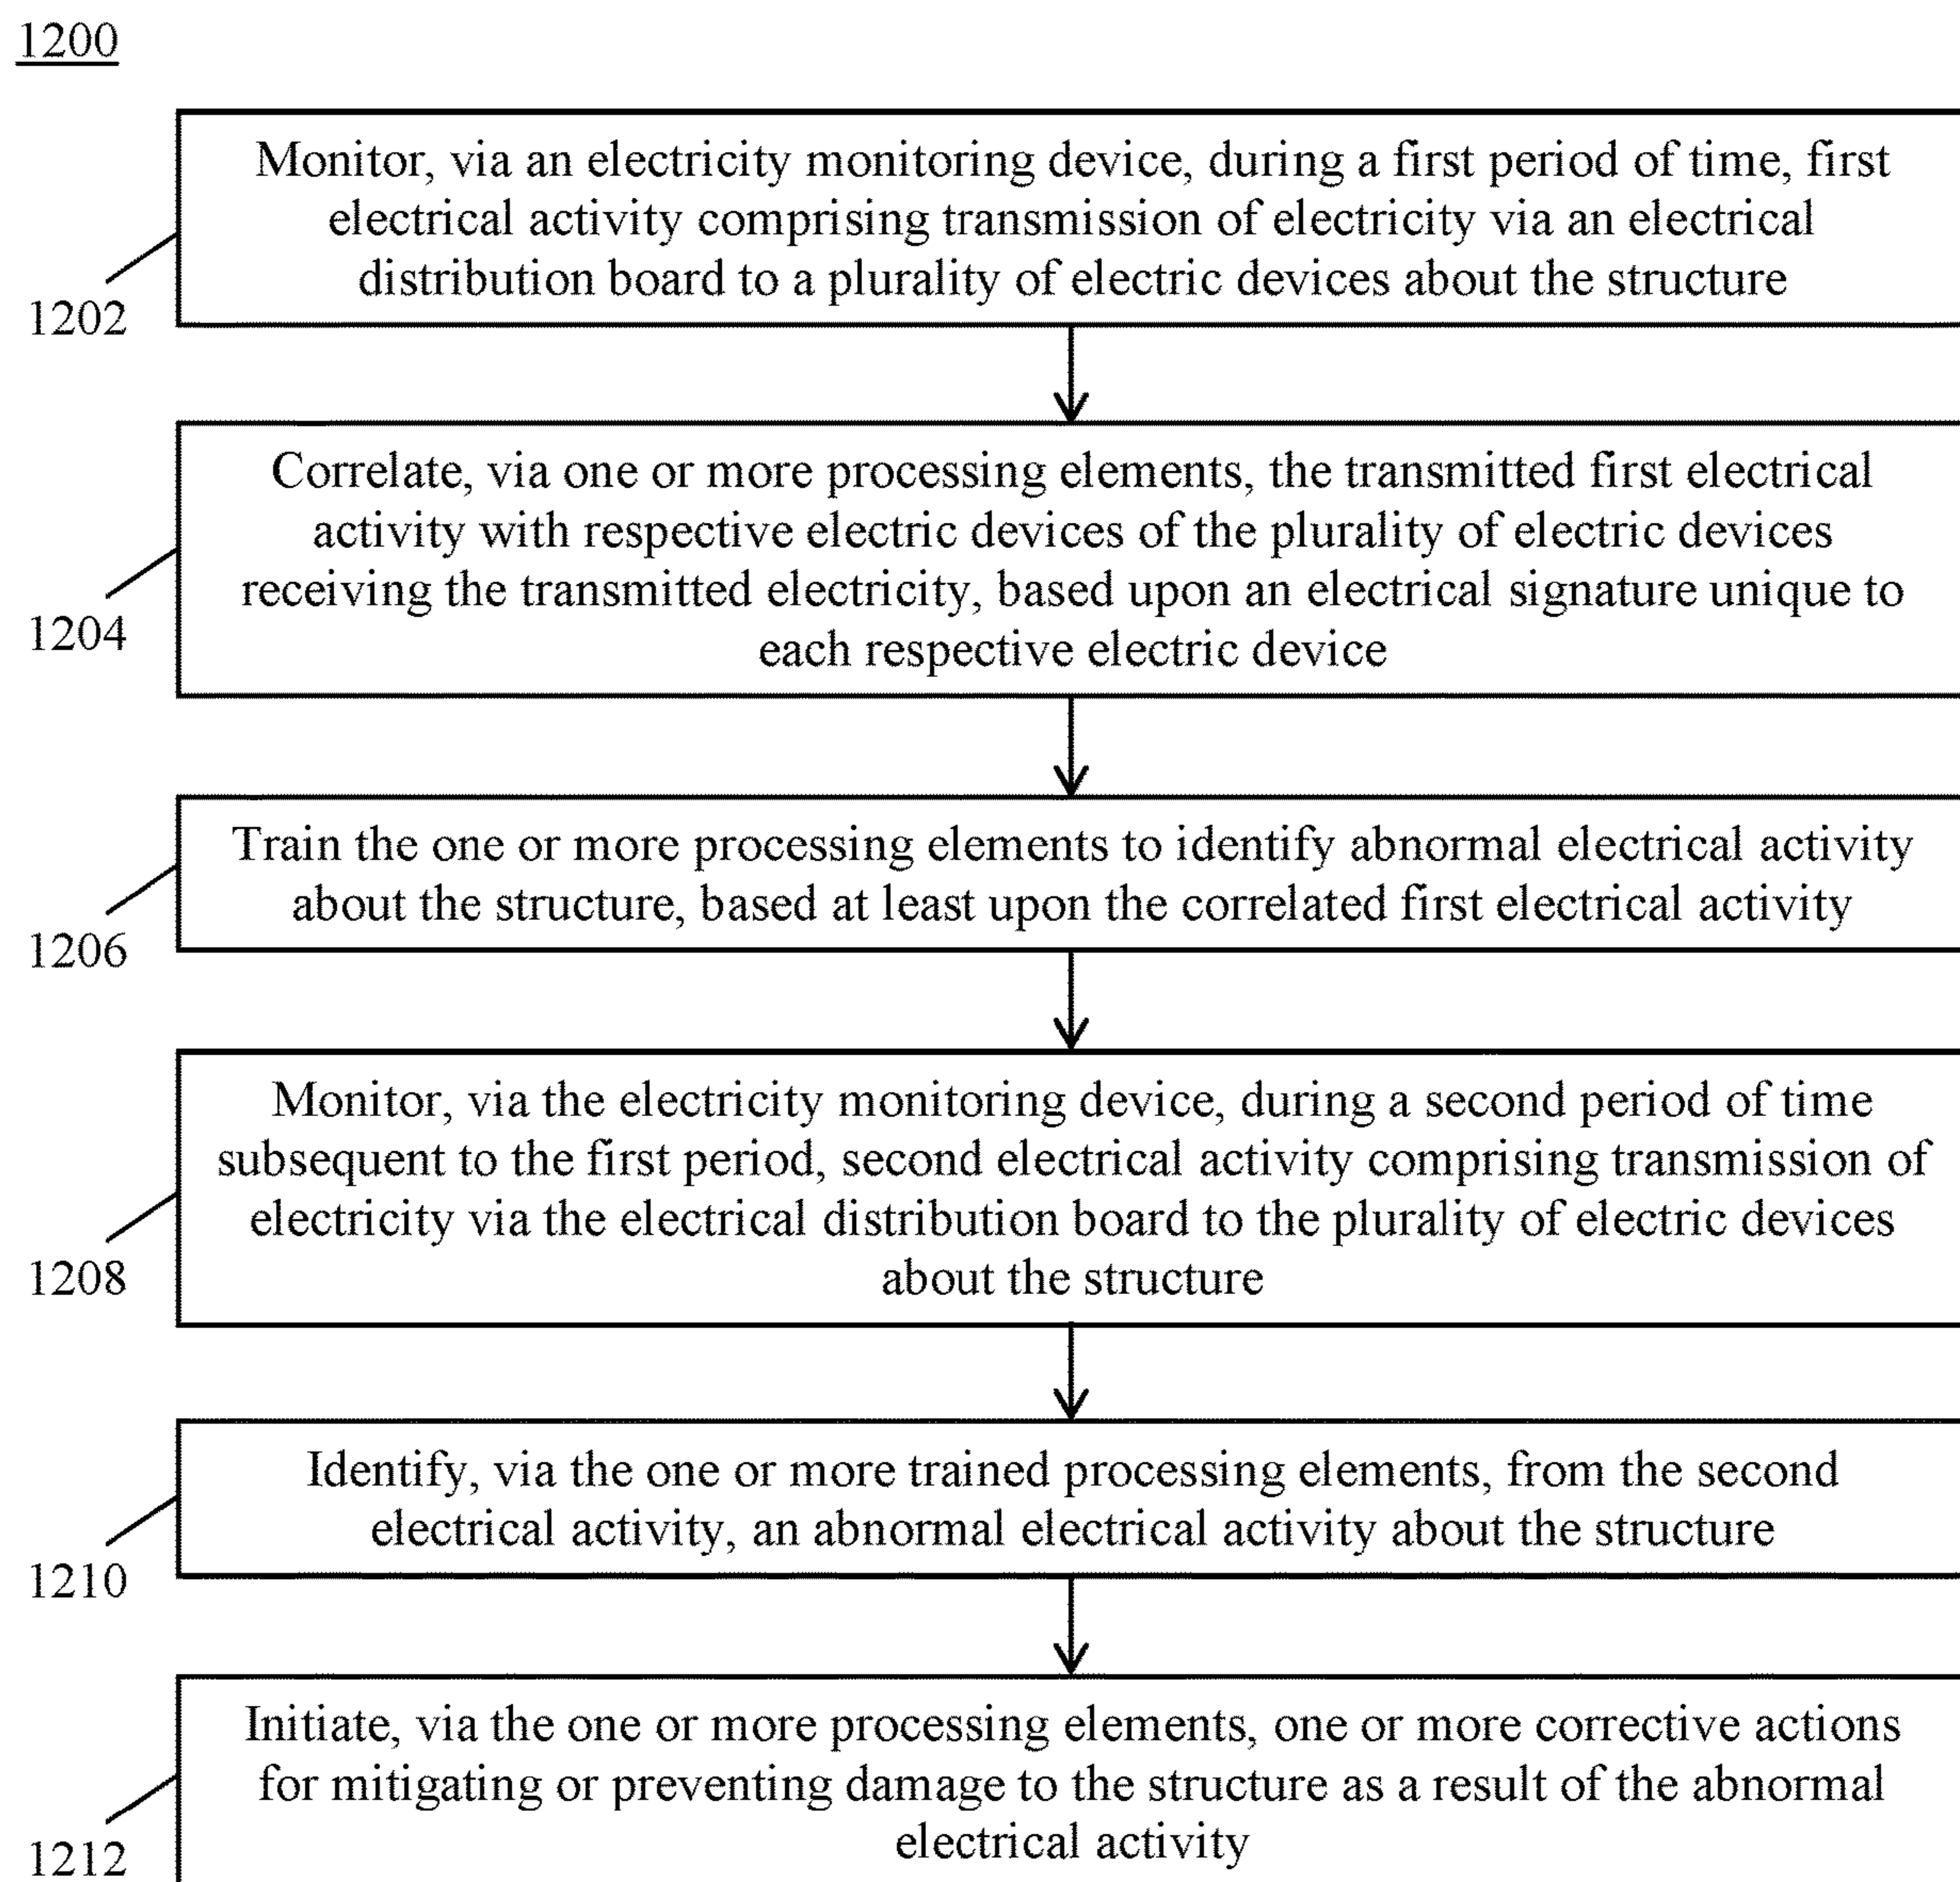 1200
Monitor, via an electricity monitoring device, during a first period of time, first
electrical activity comprising transmission of electricity via an electrical
distribution board to a plurality of electric devices about the structure
1202
Correlate, via one or more processing elements, the transmitted first electrical
activity with respective electric devices of the plurality of electric devices
receiving the transmitted electricity, based upon an electrical signature unique to
each respective electric device
1204
Train the one or more processing elements to identify abnormal electrical activity
about the structure, based at least upon the correlated first electrical activity
1206
Monitor, via the electricity monitoring device, during a second period of time
subsequent to the first period, second electrical activity comprising transmission of
electricity via the electrical distribution board to the plurality of electric devices
about the structure
1208
Identify, via the one or more trained processing elements, from the second
electrical activity, an abnormal electrical activity about the structure
1210
Initiate, via the one or more processing elements, one or more corrective actions
for mitigating or preventing damage to the structure as a result of the abnormal
electrical activity
1212